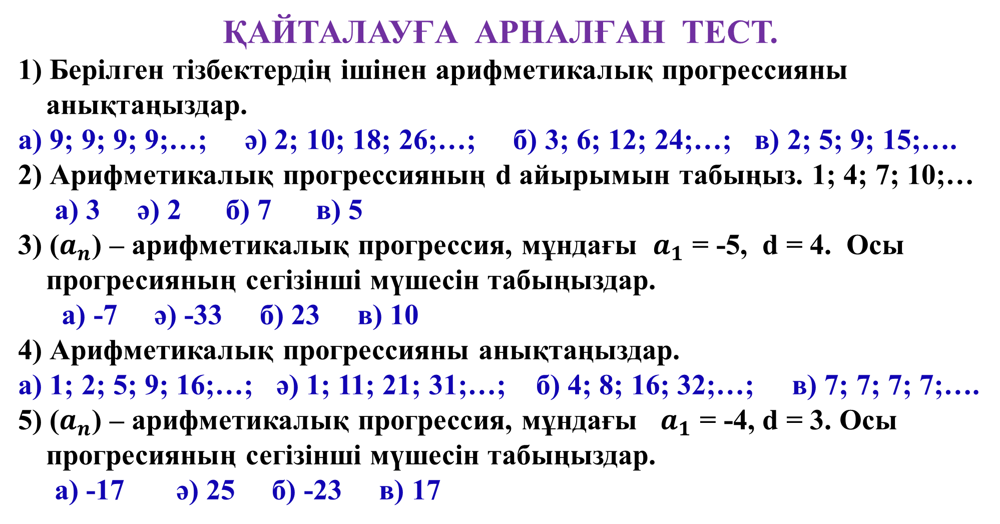 ҚАЙТАЛАУҒА АРНАЛҒАН ТЕСТ.
1) Берілген тізбектердің ішінен арифметикалық прогрессияны
анықтаңыздар.
а) 9; 9; 9; 9;…; ә) 2; 10; 18; 26;…; б) 3; 6; 12; 24;…; в) 2; 5; 9; 15;….
2) Арифметикалық прогрессияның d айырымын табыңыз. 1; 4; 7; 10;…
а) 3 ә) 2 б) 7 в) 5
3) (𝒂ₙ) – арифметикалық прогрессия, мұндағы 𝒂₁ = -5, d = 4. Осы
прогресияның сегізінші мүшесін табыңыздар.
а) -7 ә) -33 б) 23 в) 10
4) Арифметикалық прогрессияны анықтаңыздар.
а) 1; 2; 5; 9; 16;…; ә) 1; 11; 21; 31;…; б) 4; 8; 16; 32;…; в) 7; 7; 7; 7;….
5) (𝒂ₙ) – арифметикалық прогрессия, мұндағы 𝒂₁ = -4, d = 3. Осы
прогресияның сегізінші мүшесін табыңыздар.
а) -17 ә) 25 б) -23 в) 17